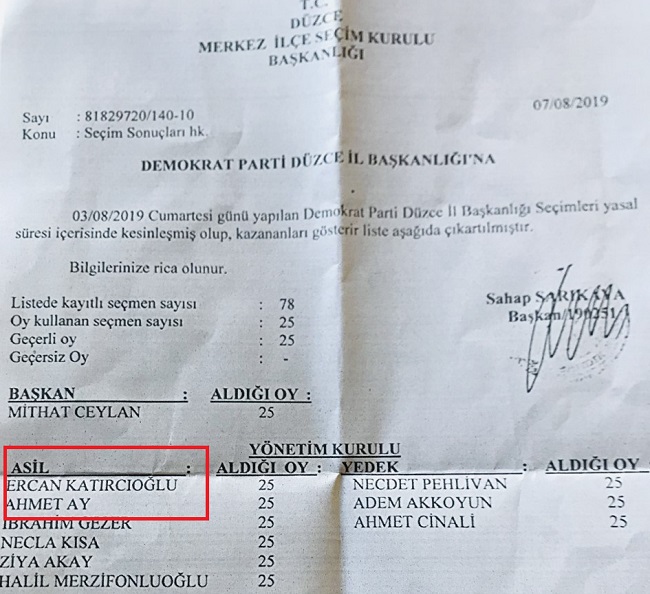 T.C.
DÜZCE
MERKEZ İLÇE SEÇİM KURULU
BAŞKANLIĞI
07/08/2019
Sayı : 81829720/140-10
Konu : Seçim Sonuçları hk.
DEMOKRAT PARTİ DÜZCE İL BAŞKANLIĞI'NA
03/08/2019 Cumartesi günü yapılan Demokrat Parti Düzce İl Başkanlığı Seçimleri yasal
süresi içerisinde kesinleşmiş olup, kazananları gösterir liste aşağıda çıkartılmıştır.
Bilgilerinize rica olunur.
Listede kayıtlı seçmen sayısı : 78
Oy kullanan seçmen sayısı : 25
Geçerli oy : 25
Geçersiz Oy : -
Sahap SARIKAYA
Başkan
BAŞKAN : ALDIĞI OY :
MİTHAT CEYLAN 25
YÖNETİM KURULU
ASİL : ALDIĞI OY : YEDEK : ALDIĞI OY
ERCAN KATIRCIOĞLU 25 NECDET PEHLİVAN 25
AHMET AY 25 ADEM AKKOYUN 25
İBRAHİM GEZER 25 AHMET CİNALİ 25
NECLA KISA 25
ZİYA AKAY 25
HALİL MERZİFONLUOĞLU 25